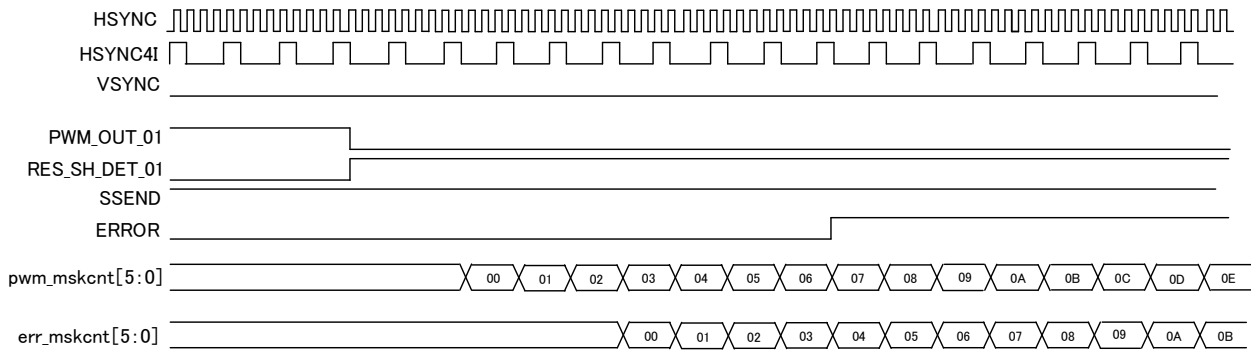 HSYNC
HSYNC4I
VSYNC
PWM_OUT_01
RES_SH_DET_01
SSEND
ERROR
pwm_mskcnt[5:0] 00 01 02 03 04 05 06 07 08 09 0A 0B 0C 0D 0E
err_mskcnt[5:0] 00 01 02 03 04 05 06 07 08 09 0A 0B